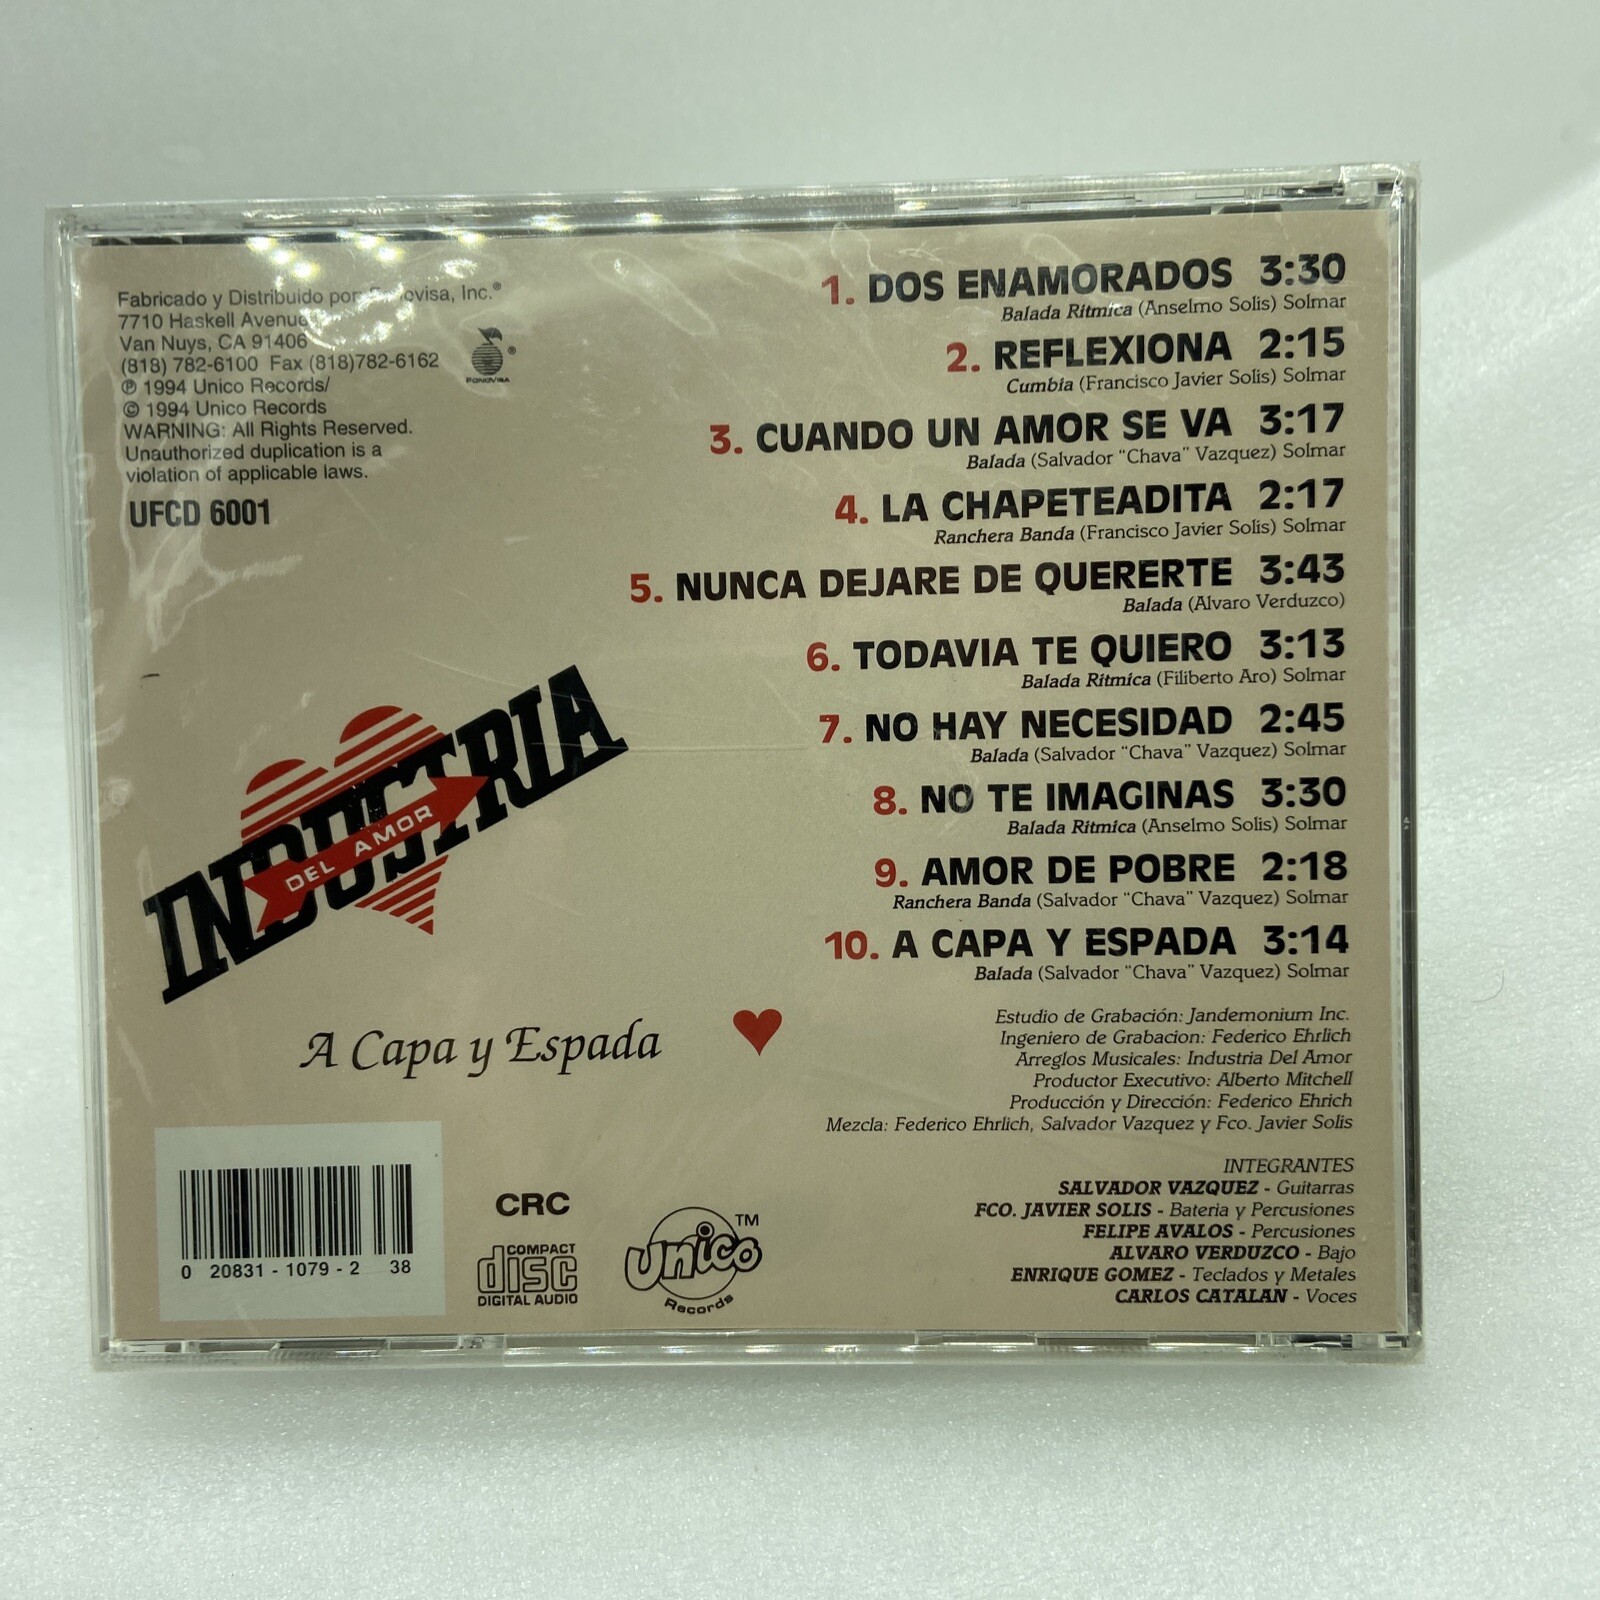 Fabricado y Distribuido por Fonovisa, Inc.®
7710 Haskell Avenue
Van Nuys, CA 91406
(818) 782-6100 Fax (818)782-6162
℗ 1994 Unico Records/
© 1994 Unico Records
WARNING: All Rights Reserved.
Unauthorized duplication is a
violation of applicable laws.
UFCD 6001
FONOVISA ®
1. DOS ENAMORADOS 3:30
Balada Ritmica (Anselmo Solis) Solmar
2. REFLEXIONA 2:15
Cumbia (Francisco Javier Solis) Solmar
3. CUANDO UN AMOR SE VA 3:17
Balada (Salvador "Chava" Vazquez) Solmar
4. LA CHAPETEADITA 2:17
Ranchera Banda (Francisco Javier Solis) Solmar
5. NUNCA DEJARE DE QUERERTE 3:43
Balada (Alvaro Verduzco)
6. TODAVIA TE QUIERO 3:13
Balada Ritmica (Filiberto Aro) Solmar
7. NO HAY NECESIDAD 2:45
Balada (Salvador "Chava" Vazquez) Solmar
8. NO TE IMAGINAS 3:30
Balada Ritmica (Anselmo Solis) Solmar
9. AMOR DE POBRE 2:18
Ranchera Banda (Salvador "Chava" Vazquez) Solmar
10. A CAPA Y ESPADA 3:14
Balada (Salvador "Chava" Vazquez) Solmar
INDUSTRIA
DEL AMOR
A Capa y Espada
Estudio de Grabación: Jandemonium Inc.
Ingeniero de Grabacion: Federico Ehrlich
Arreglos Musicales: Industria Del Amor
Productor Executivo: Alberto Mitchell
Producción y Dirección: Federico Ehrich
Mezcla: Federico Ehrlich, Salvador Vazquez y Fco. Javier Solis
INTEGRANTES
SALVADOR VAZQUEZ - Guitarras
FCO. JAVIER SOLIS - Bateria y Percusiones
FELIPE AVALOS - Percusiones
ALVARO VERDUZCO - Bajo
ENRIQUE GOMEZ - Teclados y Metales
CARLOS CATALAN - Voces
0 20831 - 1079 - 2 38
CRC
COMPACT
disc
DIGITAL AUDIO
unico TM
Records